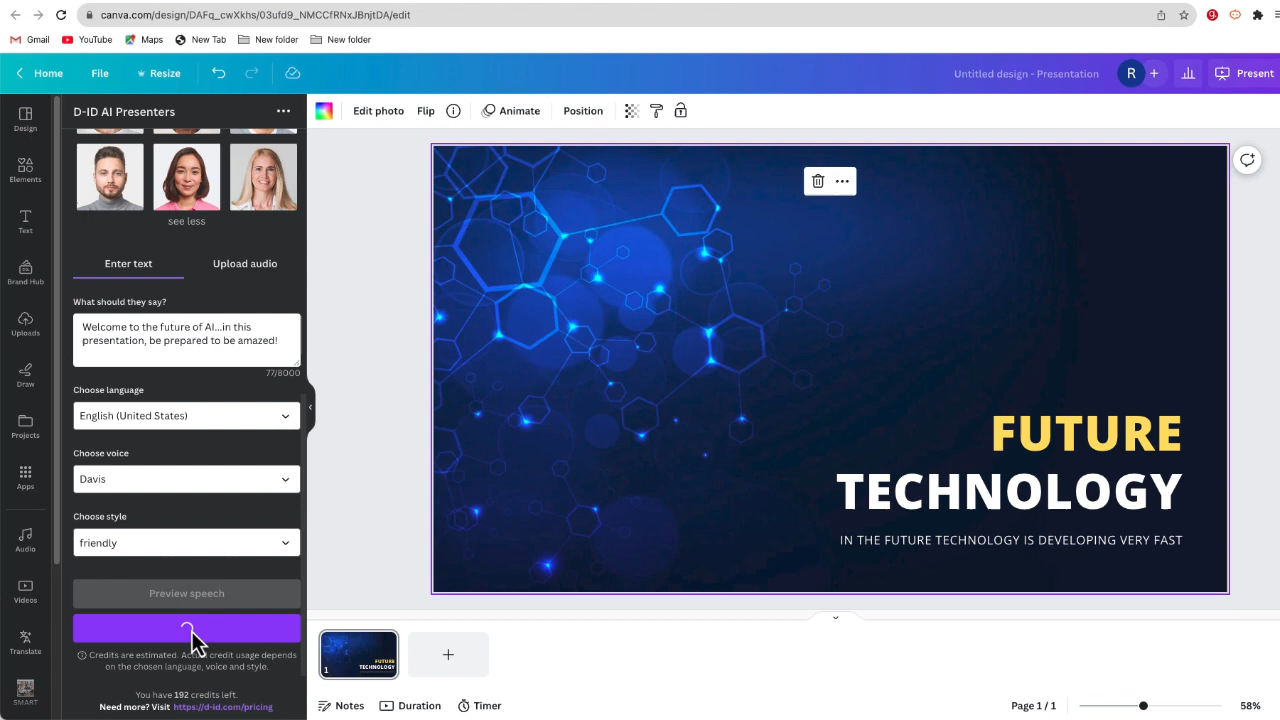 canva.com/design/DAFq_cwXkhs/03ufd9_NMCCfRNxJBnjtDA/edit
Gmail YouTube Maps New Tab New folder New folder
Home File Resize Untitled design - Presentation R Present
D-ID AI Presenters
Edit photo Flip Animate Position
Design
Elements
Text
Brand Hub
Uploads
Draw
Projects
Apps
Audio
Videos
Translate
SMART
see less
Enter text Upload audio
What should they say?
Welcome to the future of AI...in this
presentation, be prepared to be amazed!
77/8000
Choose language
English (United States)
Choose voice
Davis
Choose style
friendly
Preview speech
Credits are estimated. credit usage depends
on the chosen language, voice and style.
You have 192 credits left.
Need more? Visit https://d-id.com/pricing
FUTURE
TECHNOLOGY
IN THE FUTURE TECHNOLOGY IS DEVELOPING VERY FAST
1
FUTURE
TECHNOLOGY
Notes Duration Timer Page 1 / 1 58%